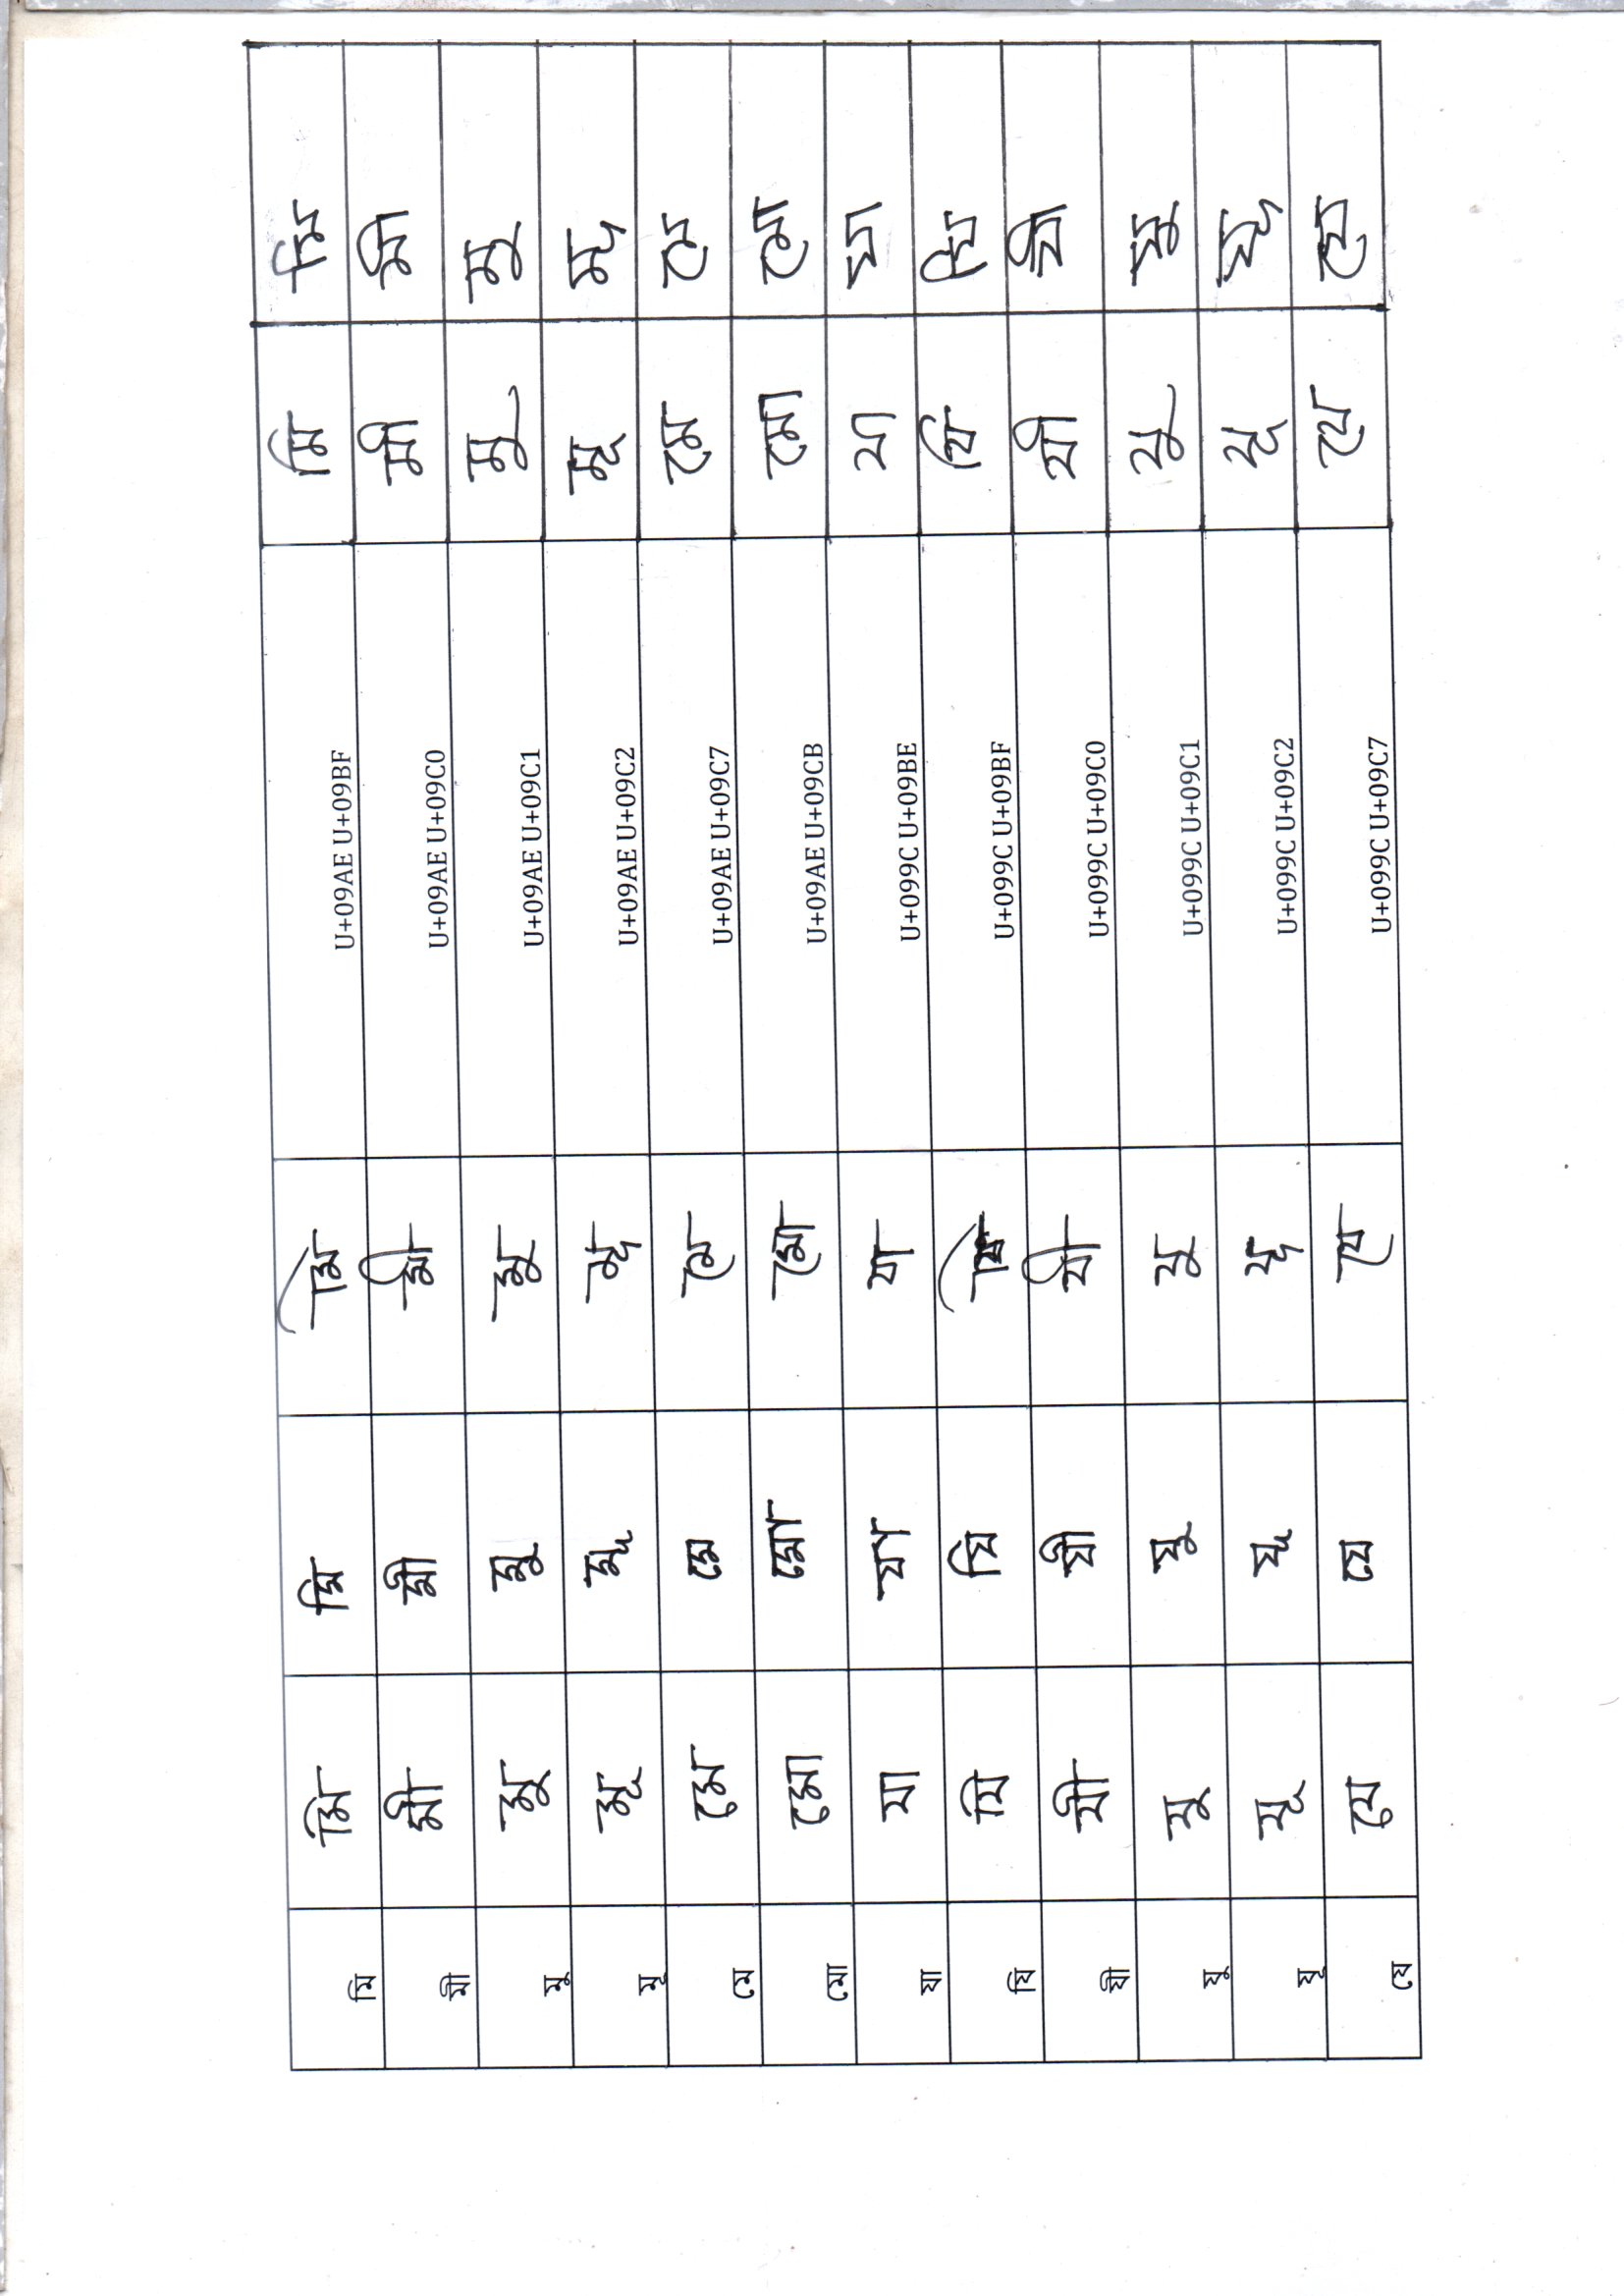 মি মি মি মি U+09AE U+09BF মি মি
মী মী মী মী U+09AE U+09C0 মী মী
মু মু মু মু U+09AE U+09C1 মু মু
মূ মূ মূ মূ U+09AE U+09C2 মূ মূ
মে মে মে মে U+09AE U+09C7 মে মে
মো মো মো মো U+09AE U+09CB মো মো
যা যা যা যা U+099C U+09BE যা যা
যি যি যি যি U+099C U+09BF যি যি
যী যী যী যী U+099C U+09C0 যী যী
যু যু যু যু U+099C U+09C1 যু যু
যূ যূ যূ যূ U+099C U+09C2 যূ যূ
যে যে যে যে U+099C U+09C7 যে যে